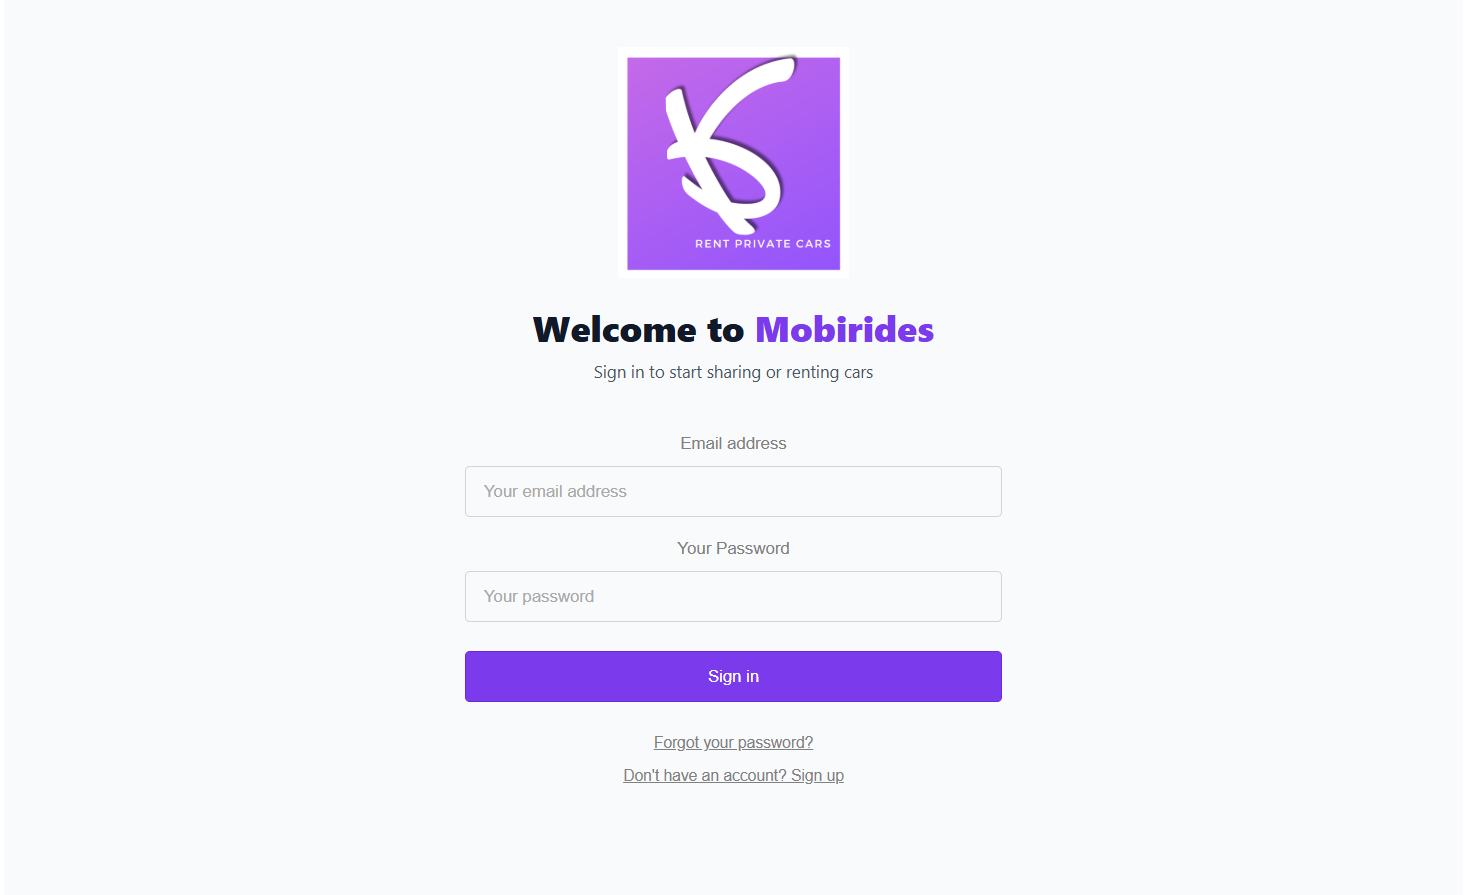 RENT PRIVATE CARS
Welcome to Mobirides
Sign in to start sharing or renting cars
Email address
Your email address
Your Password
Your password
Sign in
Forgot your password?
Don't have an account? Sign up